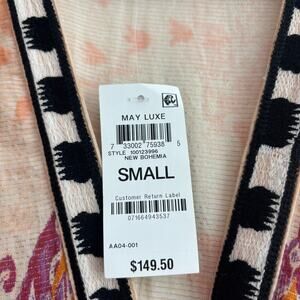 MAY LUXE
7 33002 75938 5
STYLE 100123996
NEW BOHEMIA
SMALL
Customer Return Label
071664943537
AA04-001
$149.50